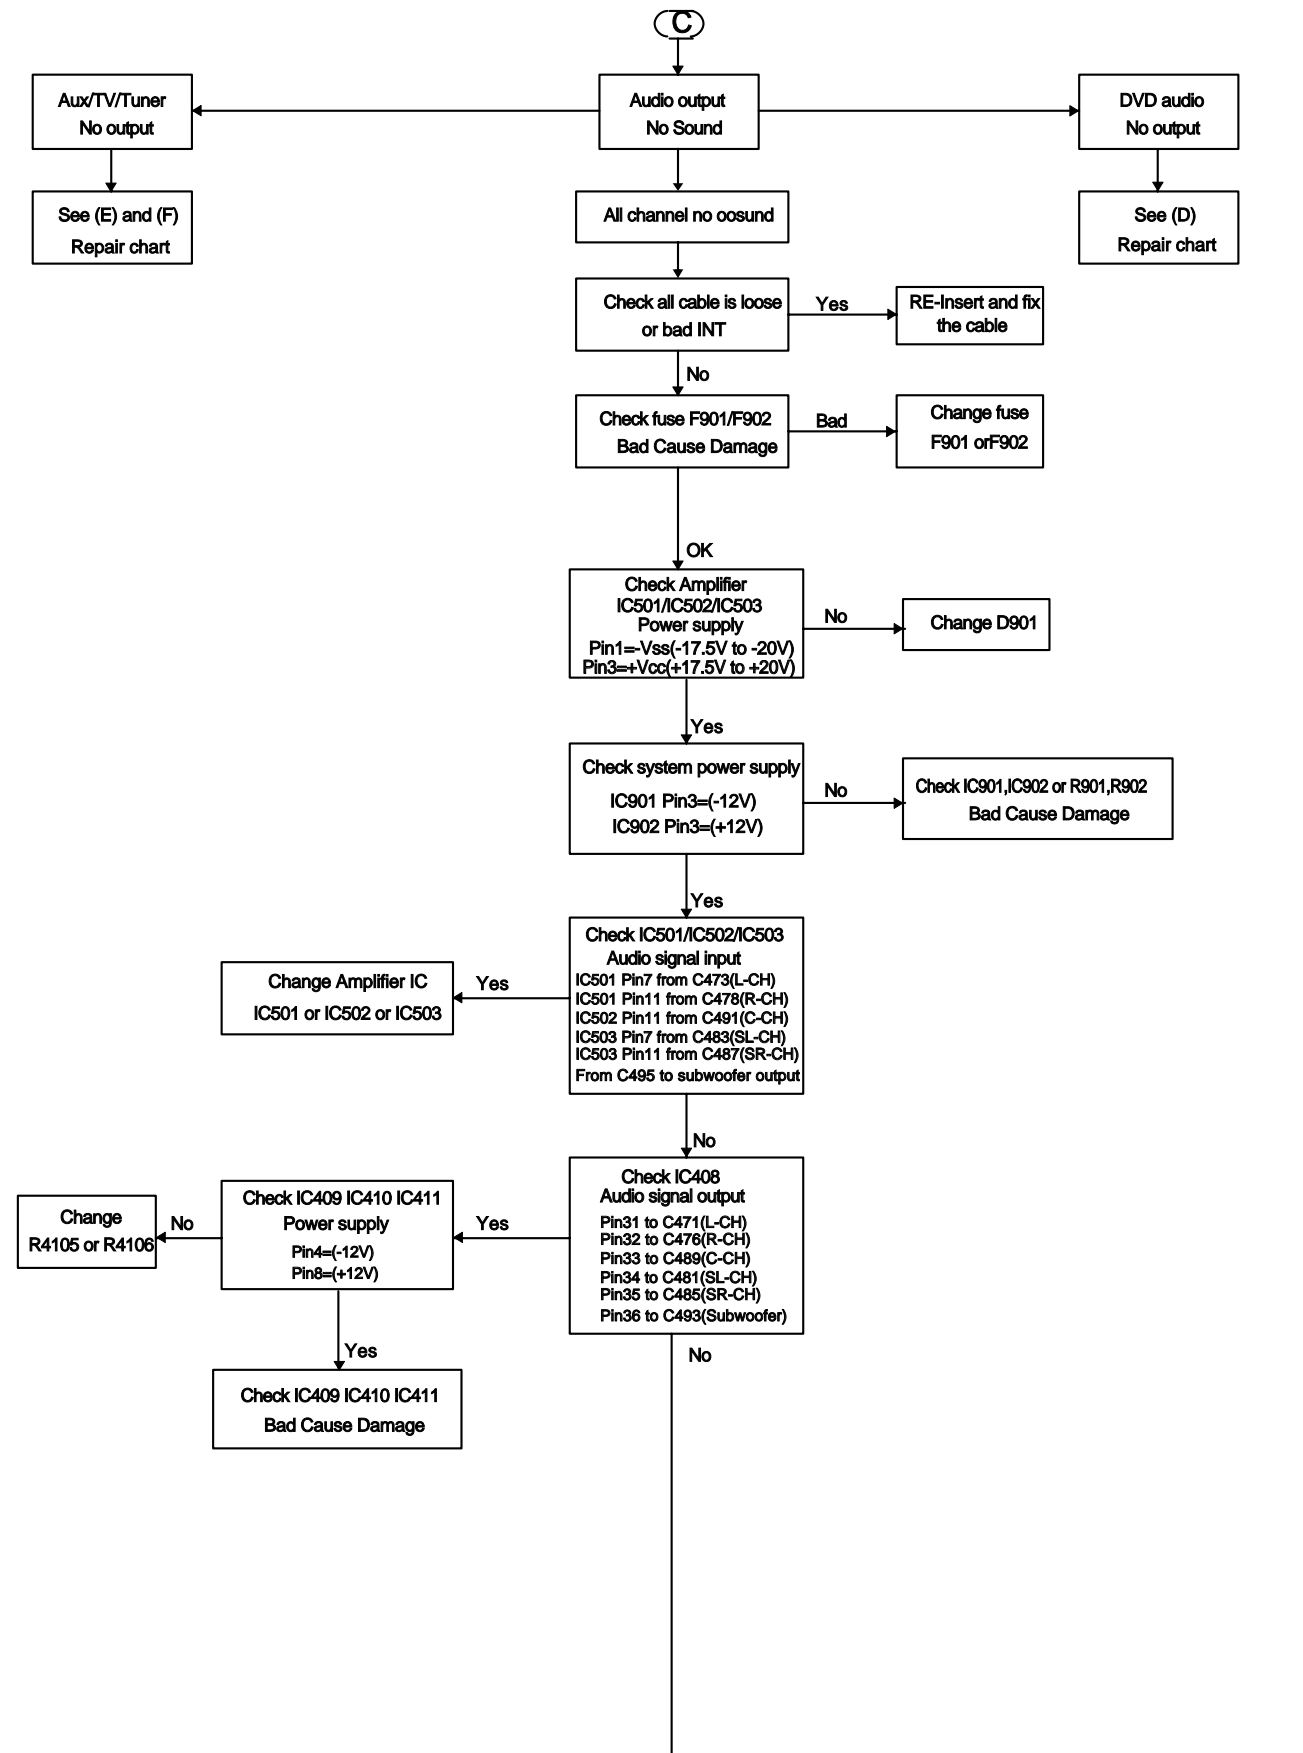 C
Aux/TV/Tuner
No output
Audio output
No Sound
DVD audio
No output
See (E) and (F)
Repair chart
All channel no oosund
See (D)
Repair chart
Check all cable is loose
or bad INT
Yes
RE-Insert and fix
the cable
No
Check fuse F901/F902
Bad Cause Damage
Bad
Change fuse
F901 orF902
OK
Check Amplifier
IC501/IC502/IC503
Power supply
Pin1=-Vss(-17.5V to -20V)
Pin3=+Vcc(+17.5V to +20V)
No
Change D901
Yes
Check system power supply
IC901 Pin3=(-12V)
IC902 Pin3=(+12V)
No
Check IC901,IC902 or R901,R902
Bad Cause Damage
Yes
Check IC501/IC502/IC503
Audio signal input
IC501 Pin7 from C473(L-CH)
IC501 Pin11 from C478(R-CH)
IC502 Pin11 from C491(C-CH)
IC503 Pin7 from C483(SL-CH)
IC503 Pin11 from C487(SR-CH)
From C495 to subwoofer output
Yes
Change Amplifier IC
IC501 or IC502 or IC503
No
Check IC408
Audio signal output
Pin31 to C471(L-CH)
Pin32 to C476(R-CH)
Pin33 to C489(C-CH)
Pin34 to C481(SL-CH)
Pin35 to C485(SR-CH)
Pin36 to C493(Subwoofer)
Yes
Check IC409 IC410 IC411
Power supply
Pin4=(-12V)
Pin8=(+12V)
No
Change
R4105 or R4106
Yes
Check IC409 IC410 IC411
Bad Cause Damage
No